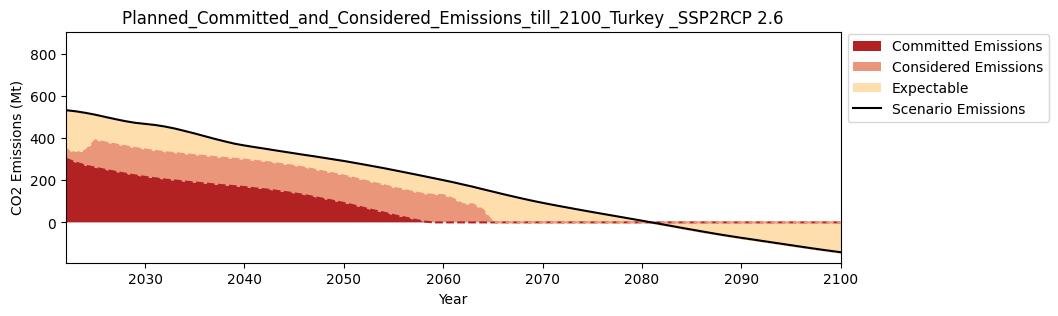 Planned_Committed_and_Considered_Emissions_till_2100_Turkey _SSP2RCP 2.6
CO2 Emissions (Mt)
800
600
400
200
0
2030 2040 2050 2060 2070 2080 2090 2100
Year
Committed Emissions
Considered Emissions
Expectable
Scenario Emissions